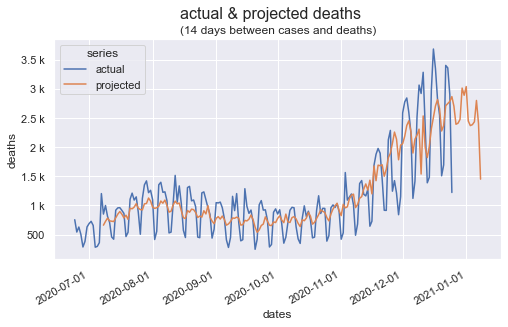 actual & projected deaths
(14 days between cases and deaths)
series
actual
projected
3.5 k
3 k
2.5 k
2 k
1.5 k
1 k
500
deaths
2020-07-01
2020-08-01
2020-09-01
2020-10-01
2020-11-01
2020-12-01
2021-01-01
dates